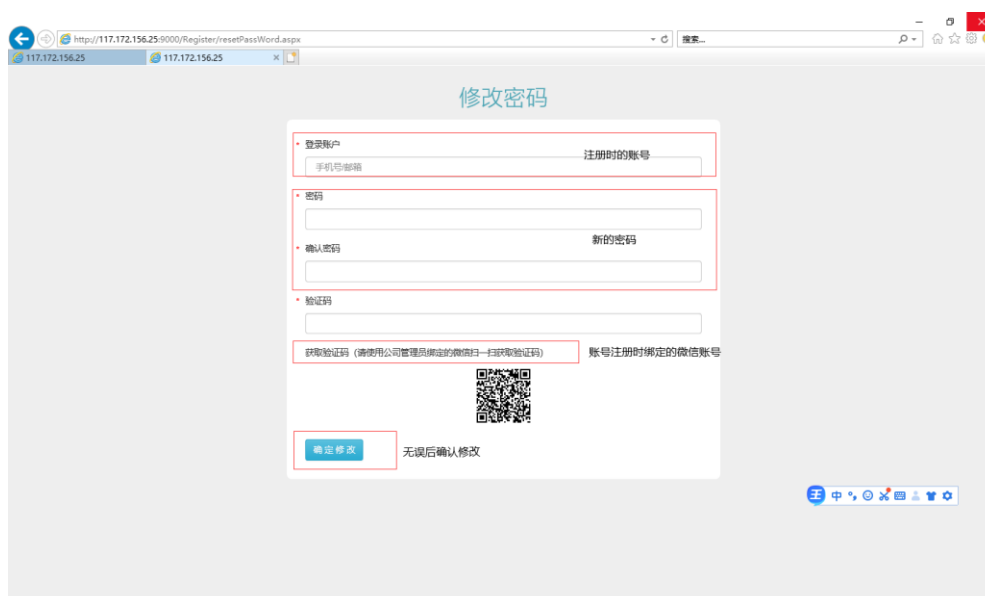 http://117.172.156.25:9000/Register/resetPassWord.aspx
搜索...
117.172.156.25
117.172.156.25
修改密码
* 登录账户
注册时的账号
手机号/邮箱
* 密码
新的密码
* 确认密码
* 验证码
获取验证码（请使用公司管理员绑定的微信扫一扫获取验证码）
账号注册时绑定的微信账号
确定修改
无误后确认修改
王 中